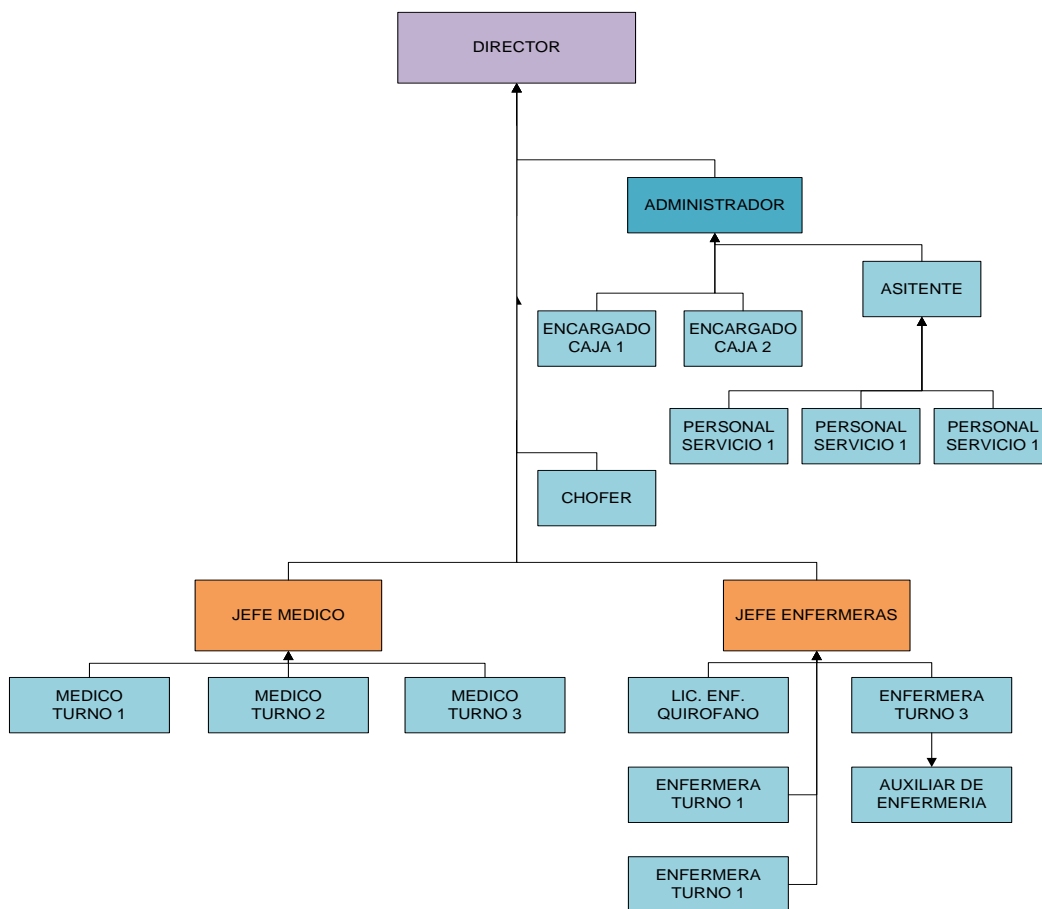 DIRECTOR
ADMINISTRADOR
ASITENTE
ENCARGADO
CAJA 1
ENCARGADO
CAJA 2
PERSONAL
SERVICIO 1
PERSONAL
SERVICIO 1
PERSONAL
SERVICIO 1
CHOFER
JEFE MEDICO
JEFE ENFERMERAS
MEDICO
TURNO 1
MEDICO
TURNO 2
MEDICO
TURNO 3
LIC. ENF.
QUIROFANO
ENFERMERA
TURNO 3
ENFERMERA
TURNO 1
AUXILIAR DE
ENFERMERIA
ENFERMERA
TURNO 1